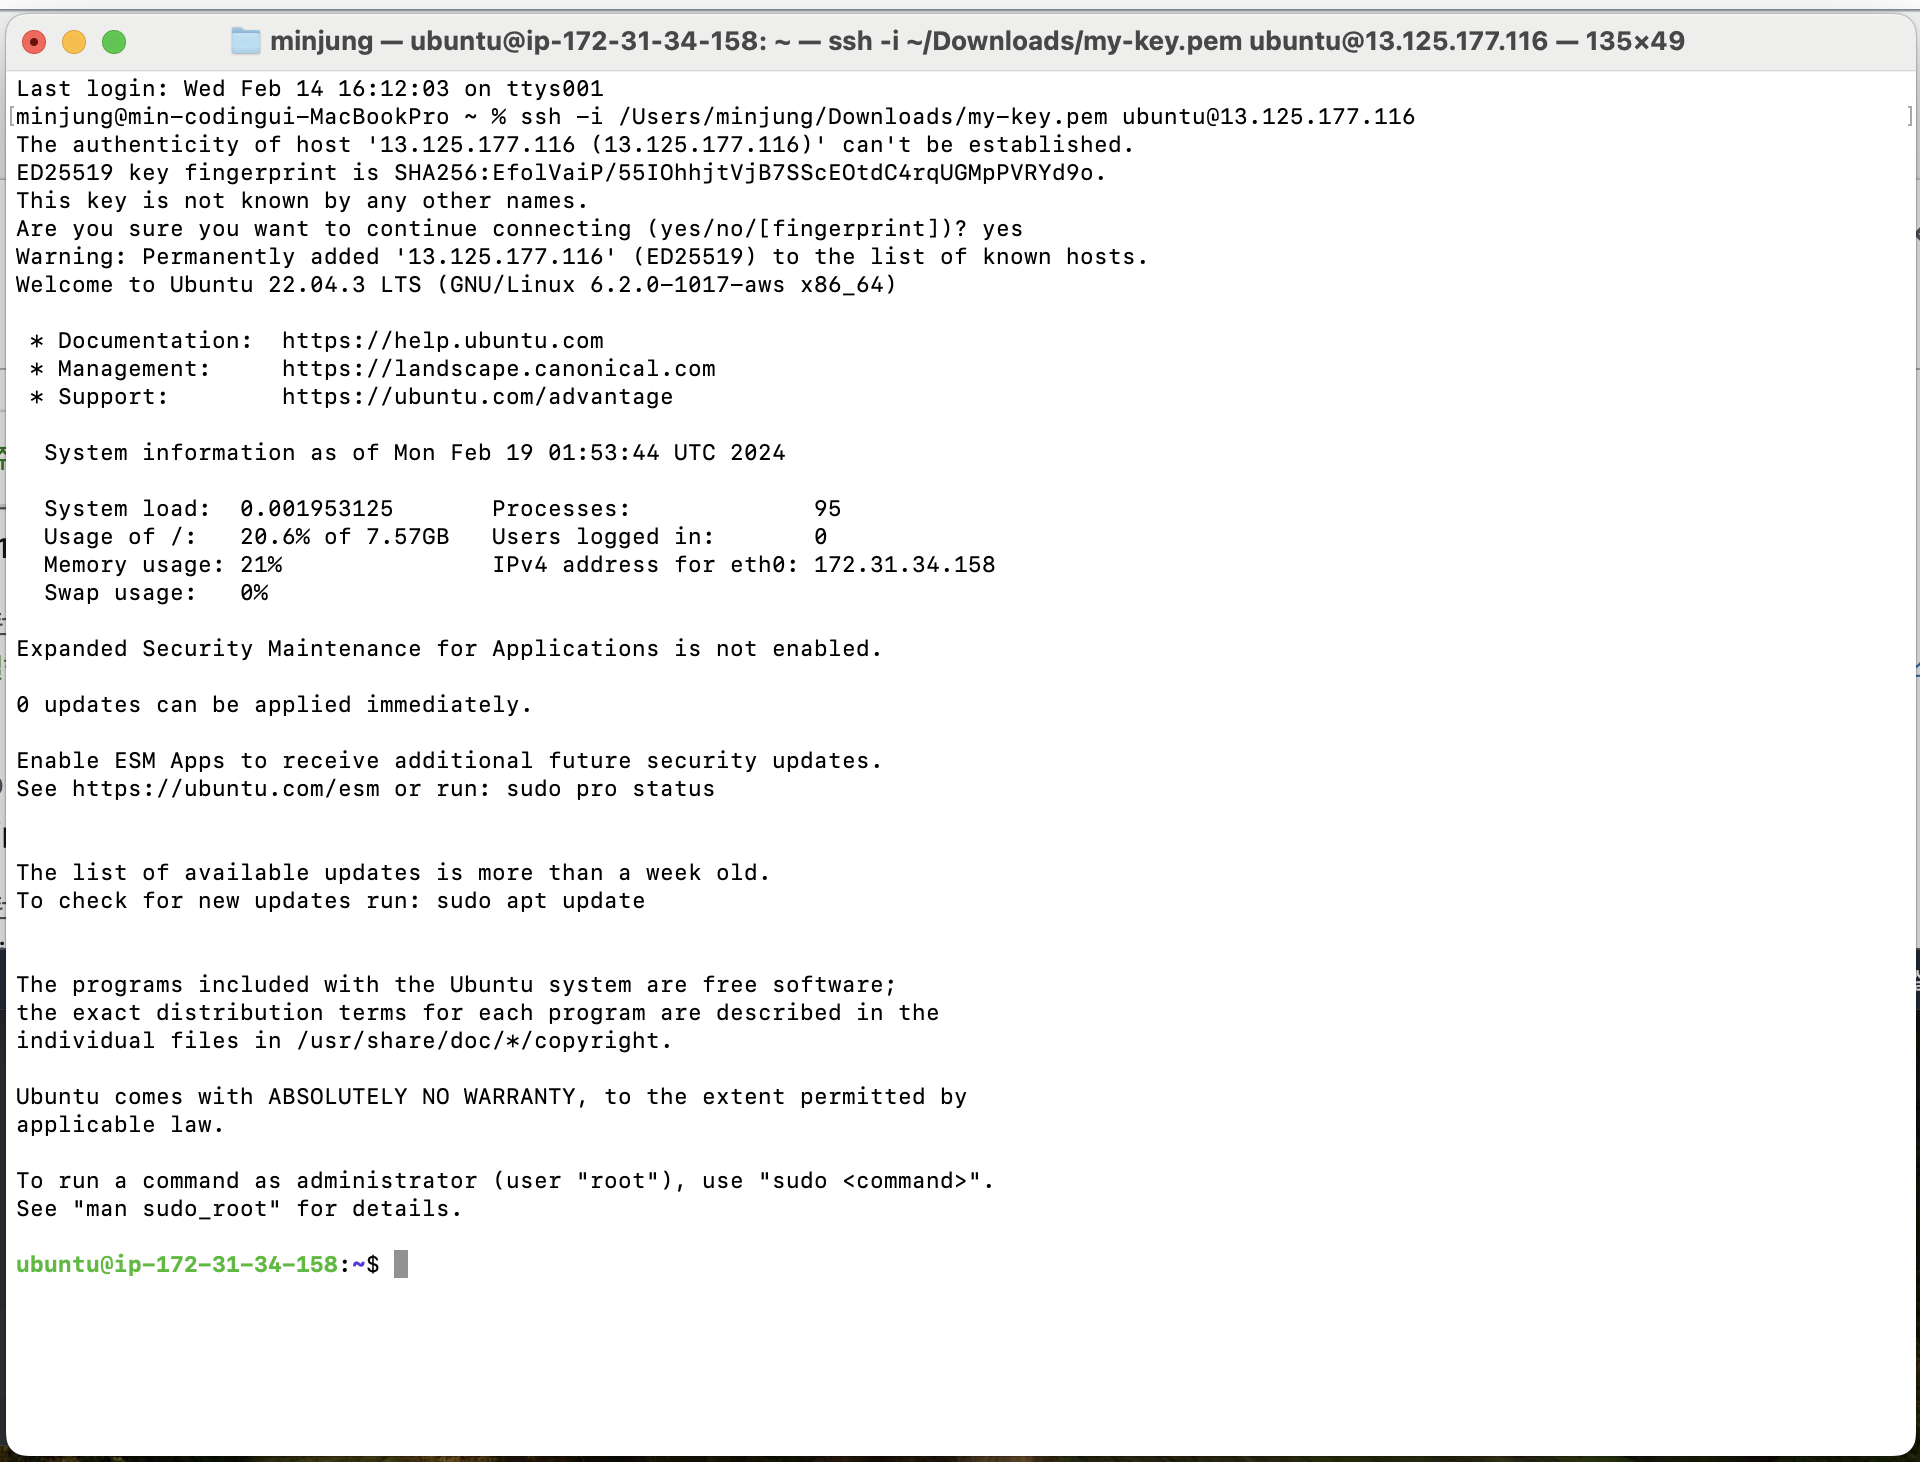 minjung — ubuntu@ip-172-31-34-158: ~ — ssh -i ~/Downloads/my-key.pem ubuntu@13.125.177.116 — 135×49
Last login: Wed Feb 14 16:12:03 on ttys001
[minjung@min-codingui-MacBookPro ~ % ssh -i /Users/minjung/Downloads/my-key.pem ubuntu@13.125.177.116 ]
The authenticity of host '13.125.177.116 (13.125.177.116)' can't be established.
ED25519 key fingerprint is SHA256:EfolVaiP/55IOhhjtVjB7SScEOtdC4rqUGMpPVRYd9o.
This key is not known by any other names.
Are you sure you want to continue connecting (yes/no/[fingerprint])? yes
Warning: Permanently added '13.125.177.116' (ED25519) to the list of known hosts.
Welcome to Ubuntu 22.04.3 LTS (GNU/Linux 6.2.0-1017-aws x86_64)

 * Documentation:  https://help.ubuntu.com
 * Management:     https://landscape.canonical.com
 * Support:        https://ubuntu.com/advantage

  System information as of Mon Feb 19 01:53:44 UTC 2024

  System load:  0.001953125       Processes:             95
  Usage of /:   20.6% of 7.57GB   Users logged in:       0
  Memory usage: 21%               IPv4 address for eth0: 172.31.34.158
  Swap usage:   0%

Expanded Security Maintenance for Applications is not enabled.

0 updates can be applied immediately.

Enable ESM Apps to receive additional future security updates.
See https://ubuntu.com/esm or run: sudo pro status


The list of available updates is more than a week old.
To check for new updates run: sudo apt update


The programs included with the Ubuntu system are free software;
the exact distribution terms for each program are described in the
individual files in /usr/share/doc/*/copyright.

Ubuntu comes with ABSOLUTELY NO WARRANTY, to the extent permitted by
applicable law.

To run a command as administrator (user "root"), use "sudo <command>".
See "man sudo_root" for details.

ubuntu@ip-172-31-34-158:~$